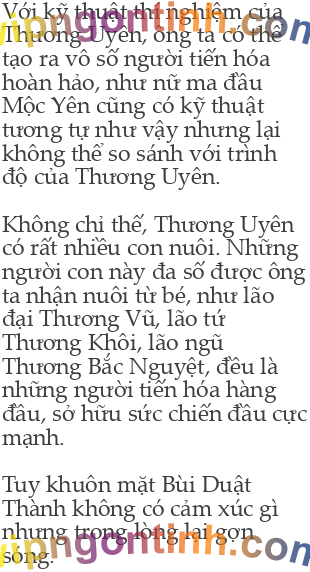 Với kỹ thuật thí nghiệm của
Thương Uyên, ông ta có thể
tạo ra vô số người tiến hóa
hoàn hảo, như nữ ma đầu
Mộc Yên cũng có kỹ thuật
tương tự như vậy nhưng lại
không thể so sánh với trình
độ của Thương Uyên.
Không chỉ thế, Thương Uyên
có rất nhiều con nuôi. Những
người con này đa số được ông
ta nhận nuôi từ bé, như lão
đại Thương Vũ, lão tứ
Thương Khôi, lão ngũ
Thương Bắc Nguyệt, đều là
những người tiến hóa hàng
đầu, sở hữu sức chiến đầu cực
mạnh.
Tuy khuôn mặt Bùi Duật
Thành không có cảm xúc gì
nhưng trong lòng lại gợn
sóng.
vipngontinh.com
vipngontinh.com